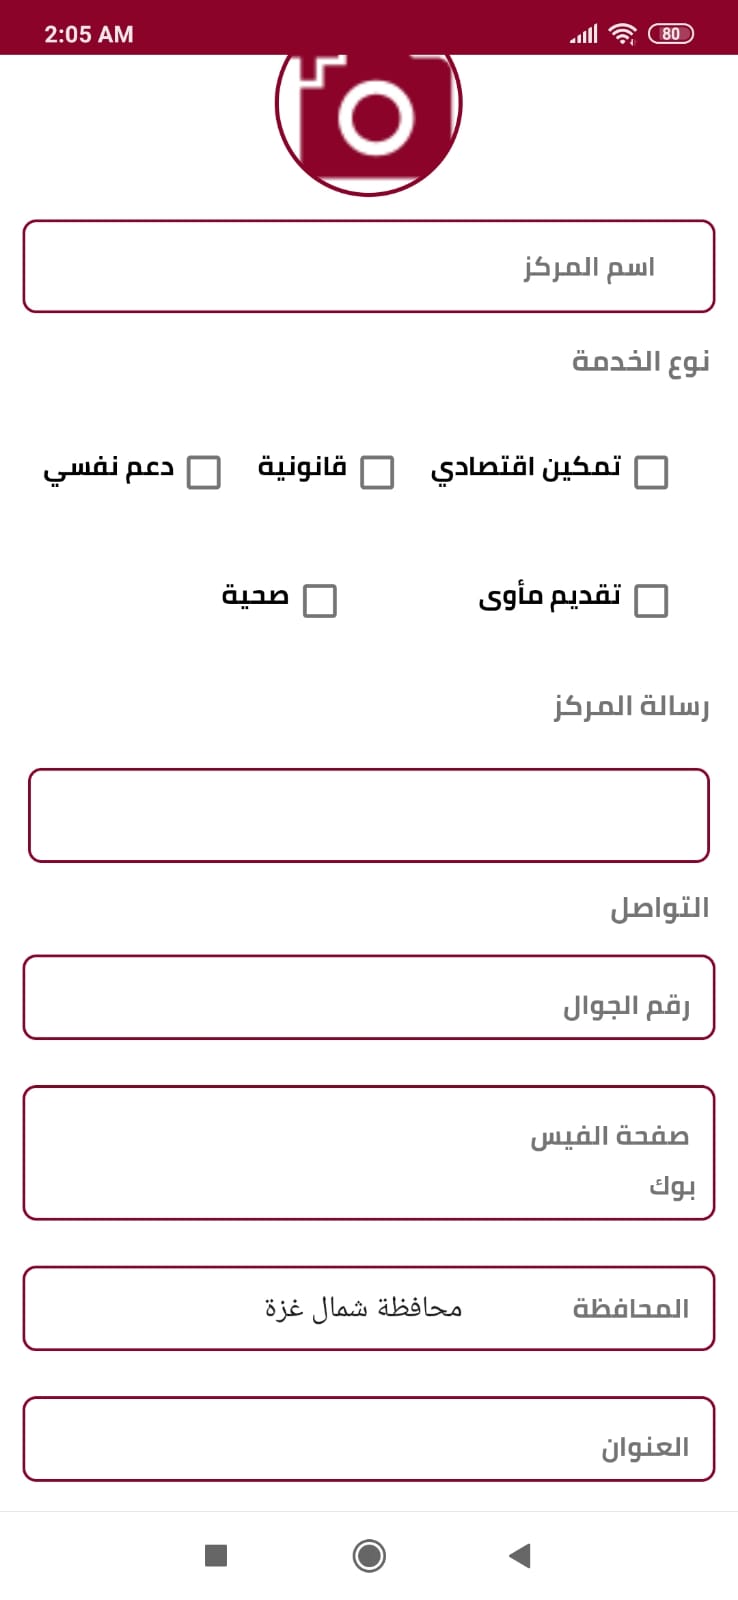 2:05 AM 80
اسم المركز
نوع الخدمة
تمكين اقتصادي قانونية دعم نفسي
تقديم مأوى صحية
رسالة المركز
التواصل
رقم الجوال
صفحة الفيس
بوك
المحافظة محافظة شمال غزة
العنوان